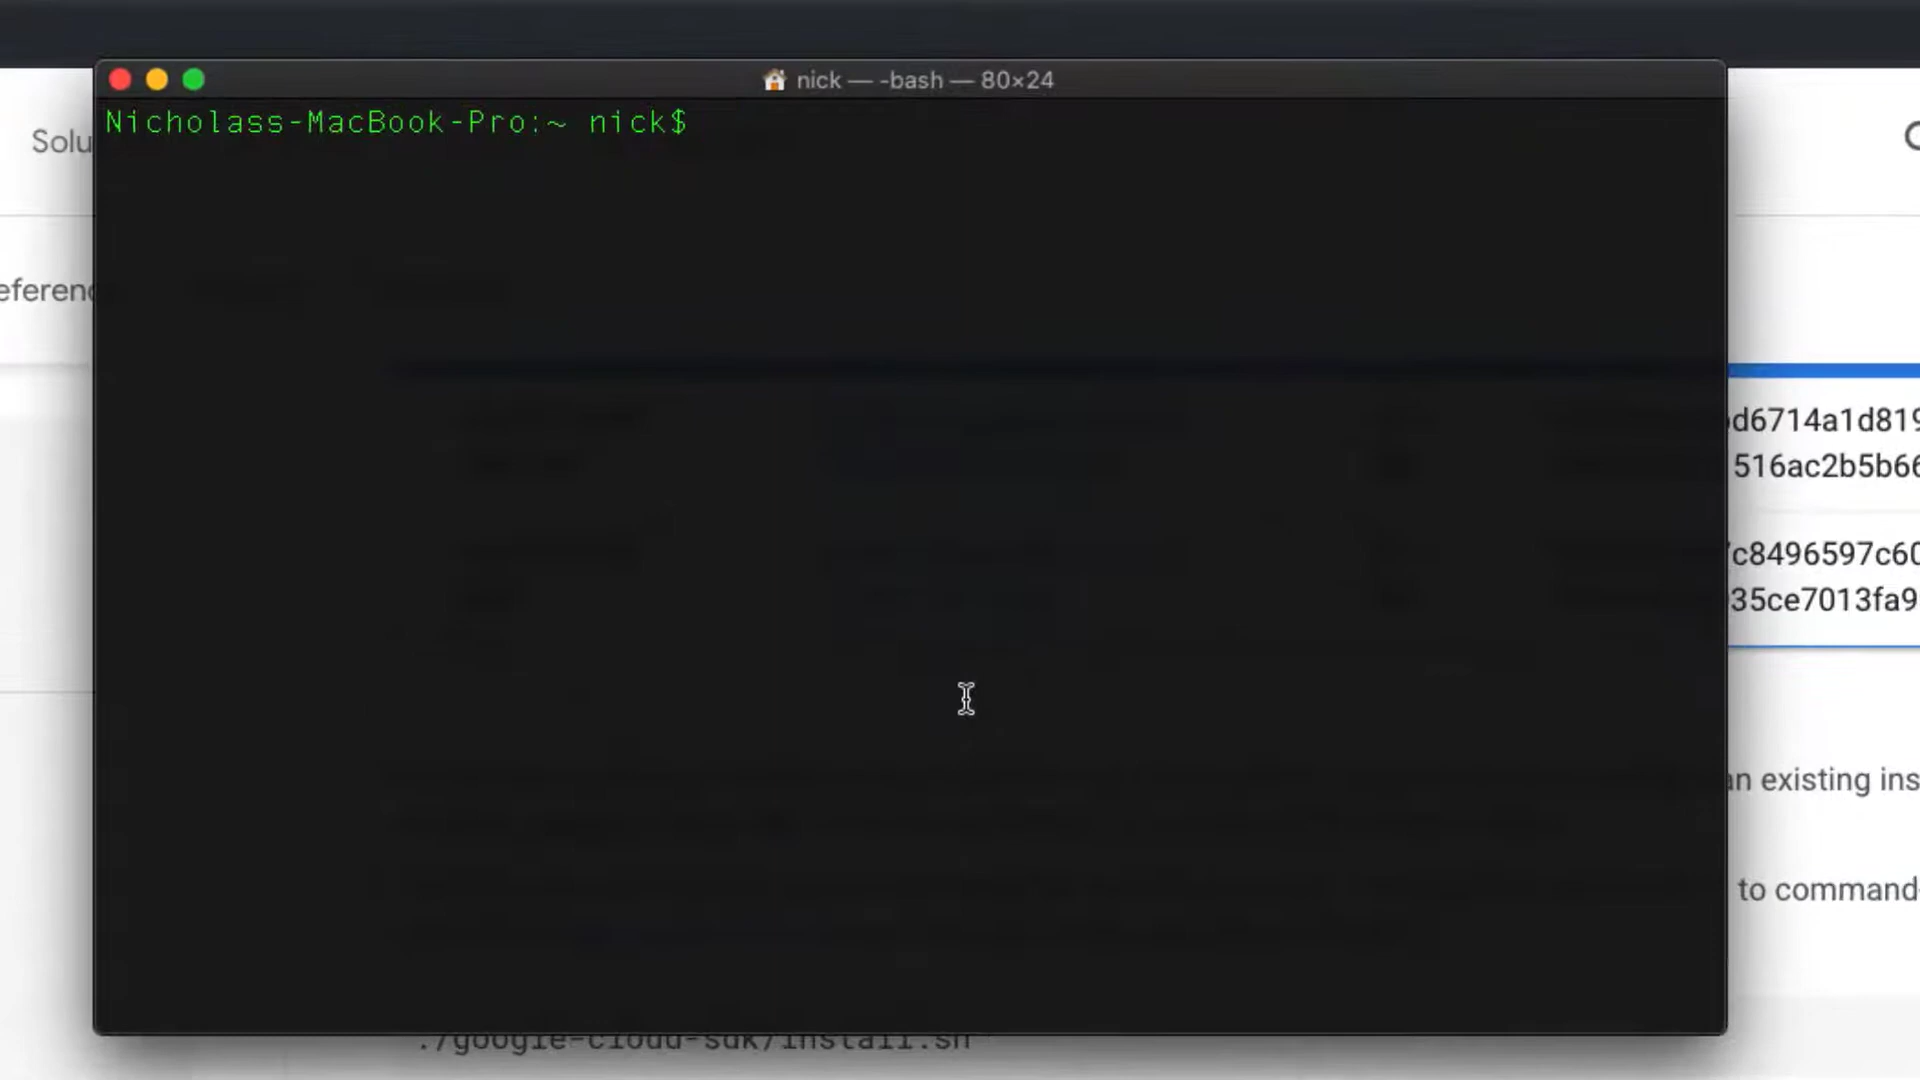 nick — -bash — 80×24
Nicholass-MacBook-Pro:~ nick$
Solu
eferenc
d6714a1d819
516ac2b5b66
c8496597c60
35ce7013fa9
an existing ins
to command-
./google-cloud-sdk/install.sh